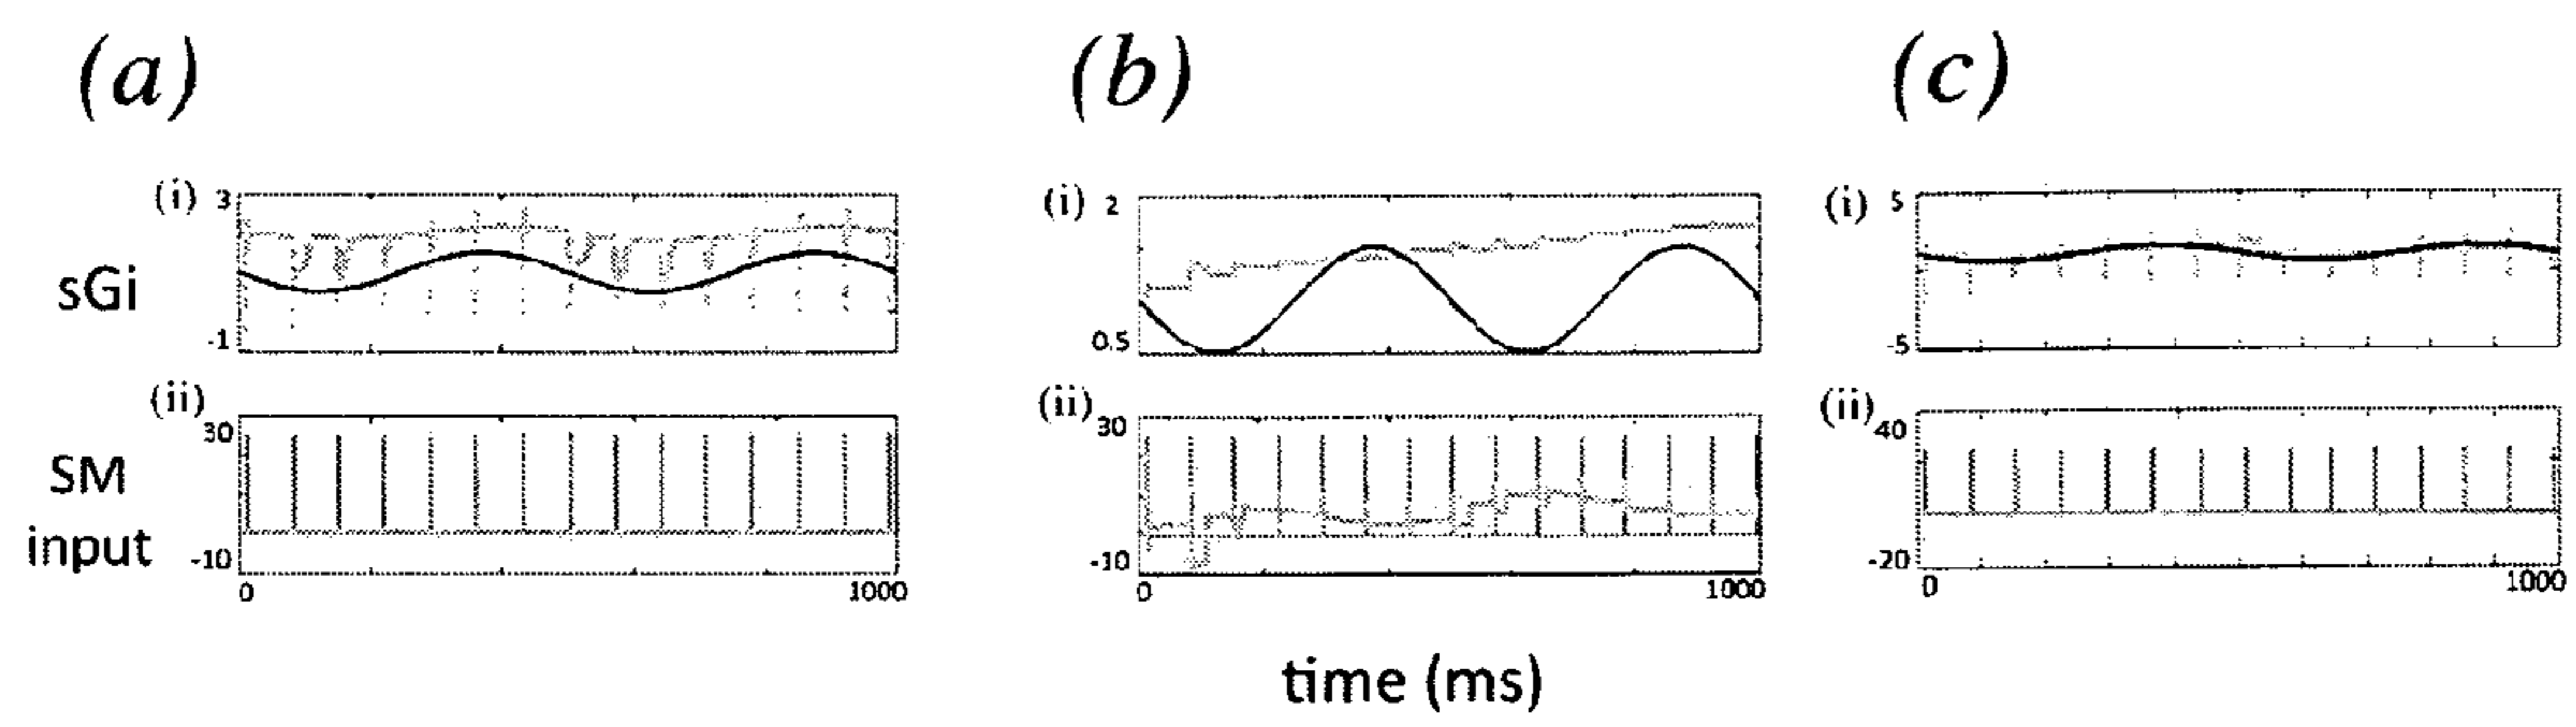 (a) (b) (c)
(i) 3 (i) 2 (i) 5
sGi
-1 0.5 -5
(ii) 30 (ii) 30 (ii) 40
SM
input
-10 -10 -20
0 1000 0 1000 0 1000
time (ms)